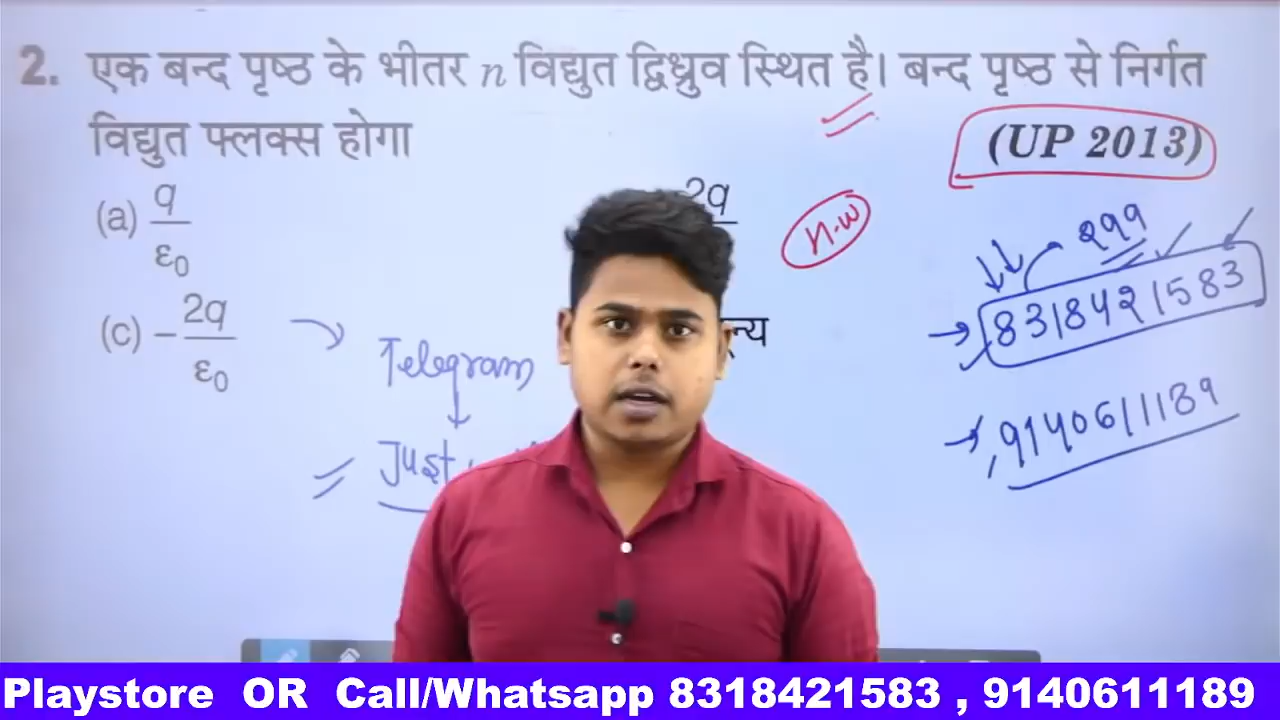 2. एक बन्द पृष्ठ के भीतर n विद्युत द्विध्रुव स्थित है। बन्द पृष्ठ से निर्गत
विद्युत फ्लक्स होगा
(UP 2013)
(a) q/ε0
2q
n.w
299
8318421583
(c) -2q/ε0
Telegram
9140611189
Just
Playstore OR Call/Whatsapp 8318421583 , 9140611189